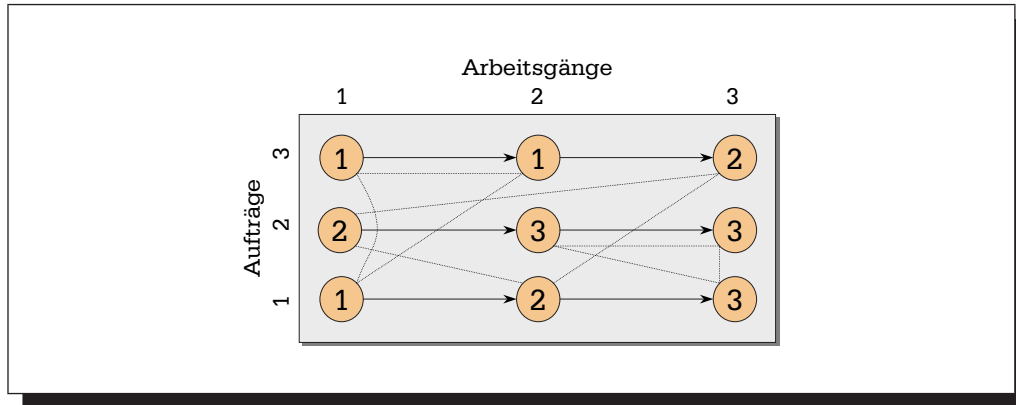 Arbeitsgänge
1 2 3
Aufträge
3 1 1 2
2 2 3 3
1 1 2 3